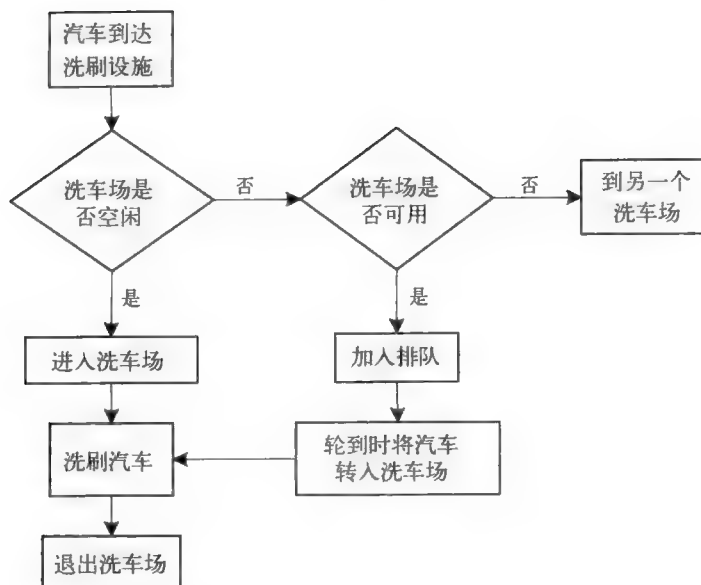 汽车到达
洗刷设施
洗车场是
否空闲
否
洗车场是
否可用
否
到另一个
洗车场
是
是
进入洗车场
加入排队
洗刷汽车
轮到时将汽车
转入洗车场
退出洗车场